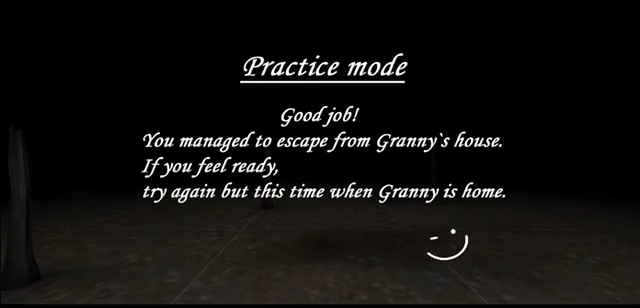 Practice mode
Good job!
You managed to escape from Granny`s house.
If you feel ready,
try again but this time when Granny is home.